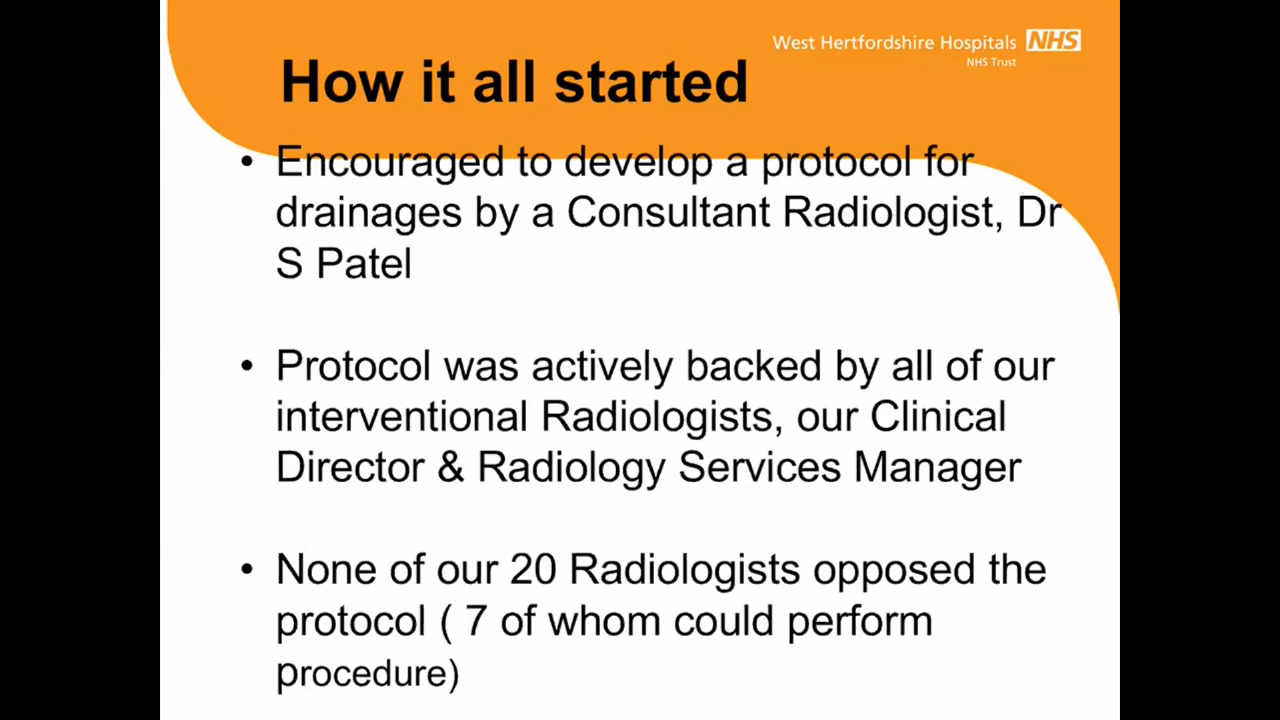 West Hertfordshire Hospitals NHS
NHS Trust
How it all started
• Encouraged to develop a protocol for
drainages by a Consultant Radiologist, Dr
S Patel
• Protocol was actively backed by all of our
interventional Radiologists, our Clinical
Director & Radiology Services Manager
• None of our 20 Radiologists opposed the
protocol ( 7 of whom could perform
procedure)